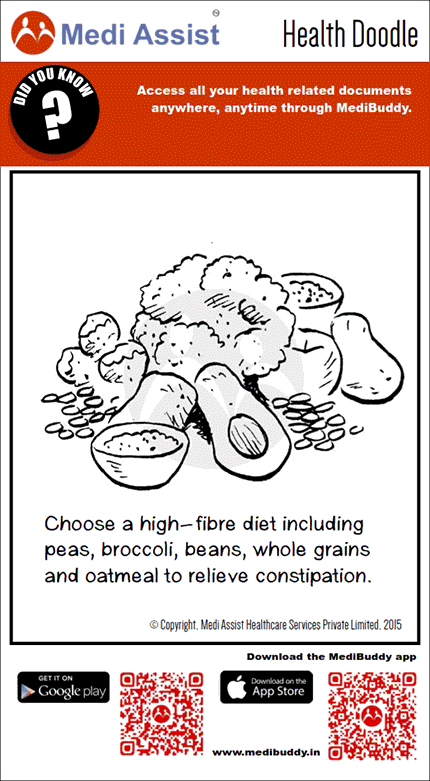 Medi Assist
Health Doodle
DID YOU KNOW
?
Access all your health related documents
anywhere, anytime through MediBuddy.
Choose a high-fibre diet including
peas, broccoli, beans, whole grains
and oatmeal to relieve constipation.
© Copyright. Medi Assist Healthcare Services Private Limited. 2015
Download the MediBuddy app
GET IT ON
Google play
Download on the
App Store
www.medibuddy.in